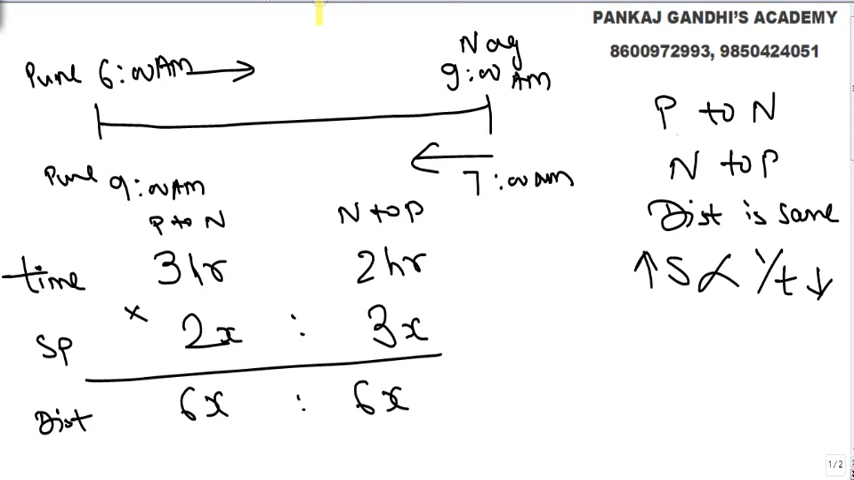 PANKAJ GANDHI'S ACADEMY
8600972993, 9850424051
Pune 6:00AM
Nag
9:00 AM
P to N
N to P
Pune 9:00AM
7:00AM
Dist is same
P to N N to P
time 3hr 2hr
↑S ∝ 1/t ↓
× 
Sp 2x : 3x
Dist 6x : 6x
1/2